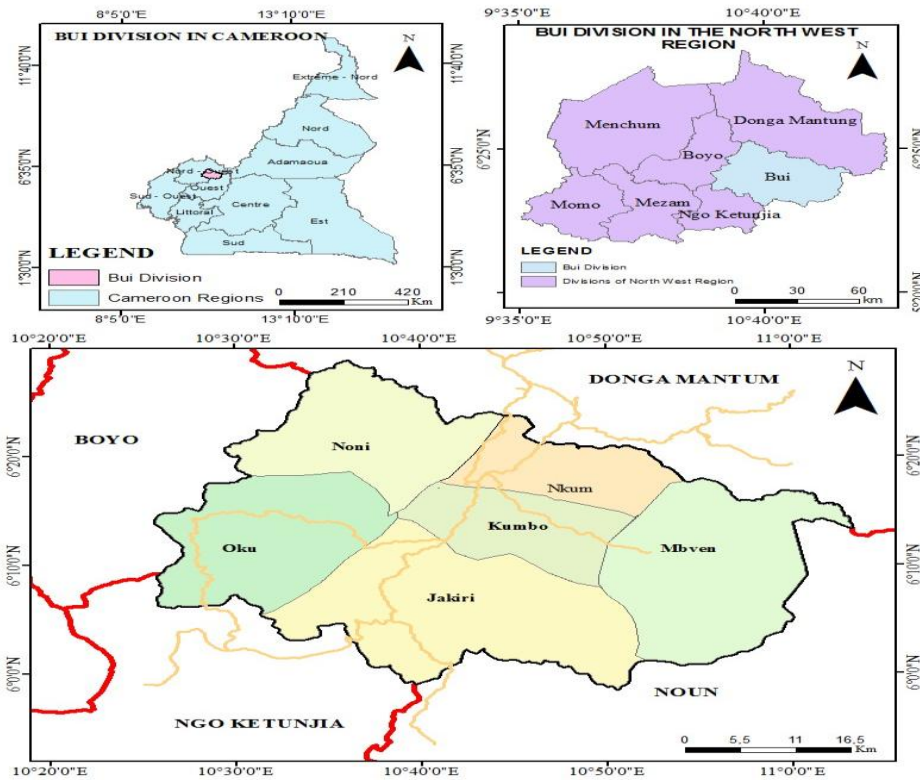 8°5'0"E
13°10'0"E
BUI DIVISION IN CAMEROON
N
11°40'0"N
11°40'0"N
Extreme - Nord
Nord
Adamaoua
6°35'0"N
6°35'0"N
Nord - Ouest
Ouest
Sud - Ouest
Littoral
Centre
Est
Sud
1°30'0"N
1°30'0"N
LEGEND
Bui Division
Cameroon Regions
0 210 420
Km
8°5'0"E
13°10'0"E
9°35'0"E
10°40'0"E
BUI DIVISION IN THE NORTH WEST
REGION
N
Menchum
Donga Mantung
6°25'0"N
Boyo
Bui
Momo
Mezam
Ngo Ketunjia
LEGEND
Bui Division
Divisions of North West Region
0 30 60
km
9°35'0"E
10°40'0"E
10°20'0"E
10°30'0"E
10°40'0"E
10°50'0"E
11°0'0"E
DONGA MANTUM
N
BOYO
Noni
6°20'0"N
6°20'0"N
Nkum
Kumbo
Oku
Mbven
6°10'0"N
6°10'0"N
Jakiri
6°0'0"N
6°0'0"N
NOUN
NGO KETUNJIA
0 5,5 11 16,5
km
10°20'0"E
10°30'0"E
10°40'0"E
10°50'0"E
11°0'0"E